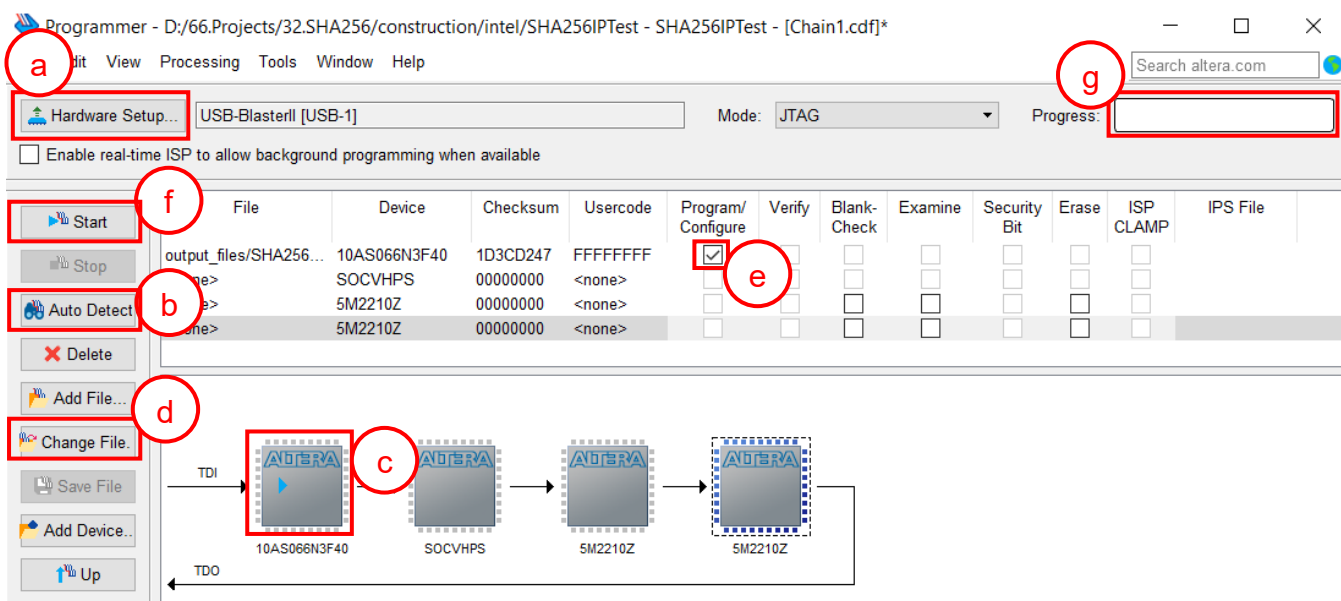 Programmer - D:/66.Projects/32.SHA256/construction/intel/SHA256IPTest - SHA256IPTest - [Chain1.cdf]*
a
dit View Processing Tools Window Help
Search altera.com
g
Hardware Setup...
USB-BlasterII [USB-1]
Mode: JTAG
Progress:
Enable real-time ISP to allow background programming when available
f
Start
Stop
b
Auto Detect
Delete
Add File...
d
Change File.
Save File
Add Device..
Up
File Device Checksum Usercode Program/Configure Verify Blank-Check Examine Security Bit Erase ISP CLAMP IPS File
output_files/SHA256... 10AS066N3F40 1D3CD247 FFFFFFFF
e
ne> SOCVHPS 00000000 <none>
e> 5M2210Z 00000000 <none>
none> 5M2210Z 00000000 <none>
TDI
c
ALTERA ALTERA ALTERA ALTERA
10AS066N3F40 SOCVHPS 5M2210Z 5M2210Z
TDO